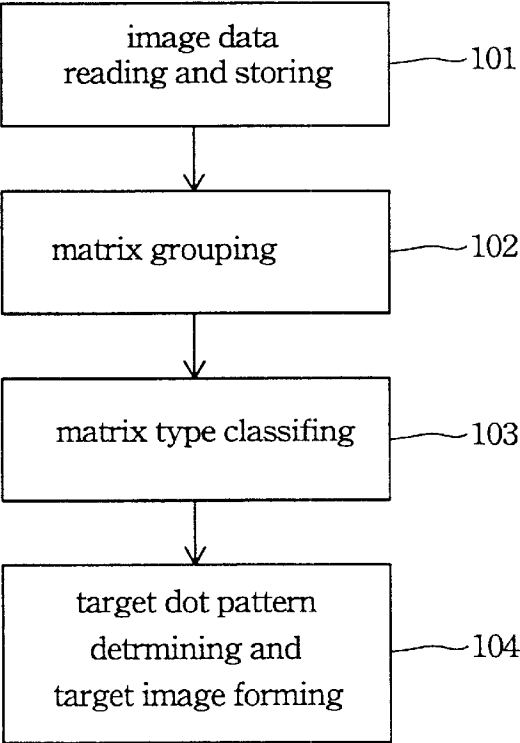 image data
reading and storing
101
matrix grouping
102
matrix type classifing
103
target dot pattern
detrmining and
target image forming
104